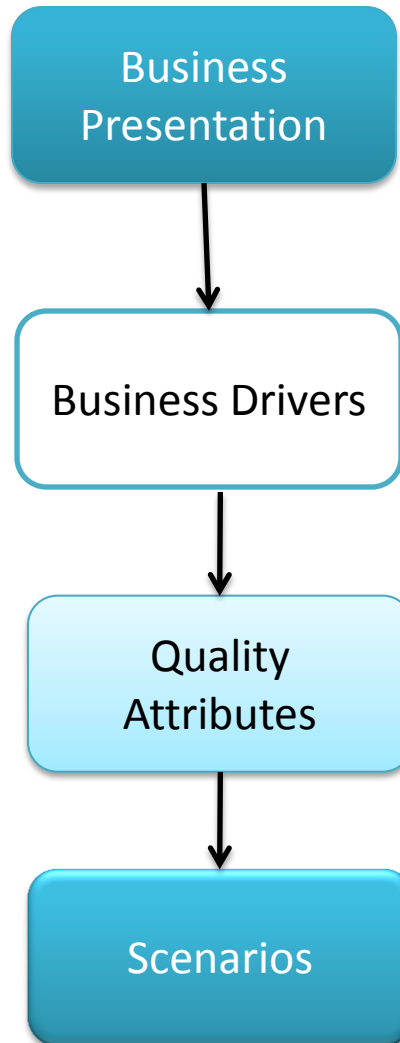 Business
Presentation
Business Drivers
Quality
Attributes
Scenarios